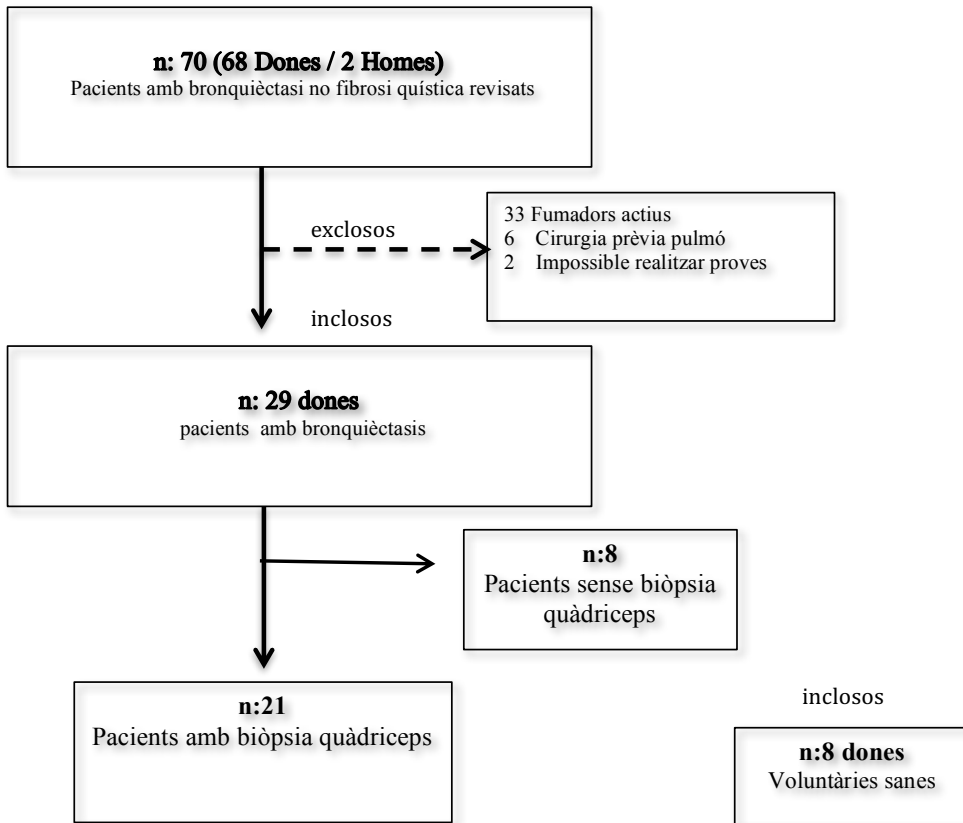 n: 70 (68 Dones / 2 Homes)
Pacients amb bronquièctasi no fibrosi quística revisats
exclosos
33 Fumadors actius
6 Cirurgia prèvia pulmó
2 Impossible realitzar proves
inclosos
n: 29 dones
pacients amb bronquièctasis
n:8
Pacients sense biòpsia
quàdriceps
n:21
Pacients amb biòpsia quàdriceps
inclosos
n:8 dones
Voluntàries sanes